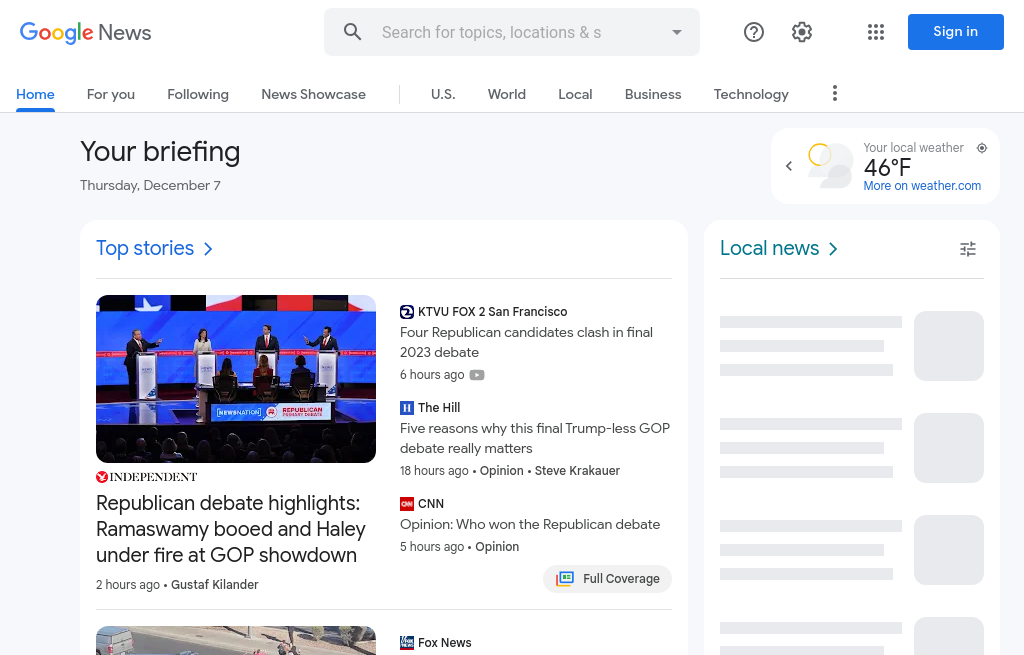 Google News
Search for topics, locations & s
Sign in
Home
For you
Following
News Showcase
U.S.
World
Local
Business
Technology
Your briefing
Thursday, December 7
Your local weather
46°F
More on weather.com
Top stories
Local news
NEWSNATION
REPUBLICAN
PRIMARY DEBATE
INDEPENDENT
Republican debate highlights:
Ramaswamy booed and Haley
under fire at GOP showdown
2 hours ago • Gustaf Kilander
KTVU FOX 2 San Francisco
Four Republican candidates clash in final
2023 debate
6 hours ago
The Hill
Five reasons why this final Trump-less GOP
debate really matters
18 hours ago • Opinion • Steve Krakauer
CNN
Opinion: Who won the Republican debate
5 hours ago • Opinion
Full Coverage
Fox News